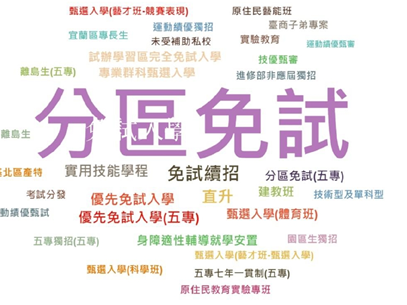 甄選入學(藝才班-競賽表現)
原住民藝能班
宜蘭區專長生
運動績優獨招
臺商子弟專案
未受補助私校
實驗教育
運動績優甄審
試辦學習區完全免試入學
技優甄審
離島生(五專)
專業群科甄選入學
進修部非應屆獨招
分區免試
離島生
實用技能學程
免試續招
分區免試(五專)
北區產特
考試分發
優先免試入學
直升
建教班
技術型及單科型
運動績優甄試
優先免試入學(五專)
甄選入學(體育班)
五專獨招(五專)
身障適性輔導就學安置
園區生獨招
甄選入學(藝才班-甄選入學)
甄選入學(科學班)
五專七年一貫制(五專)
原住民教育實驗專班